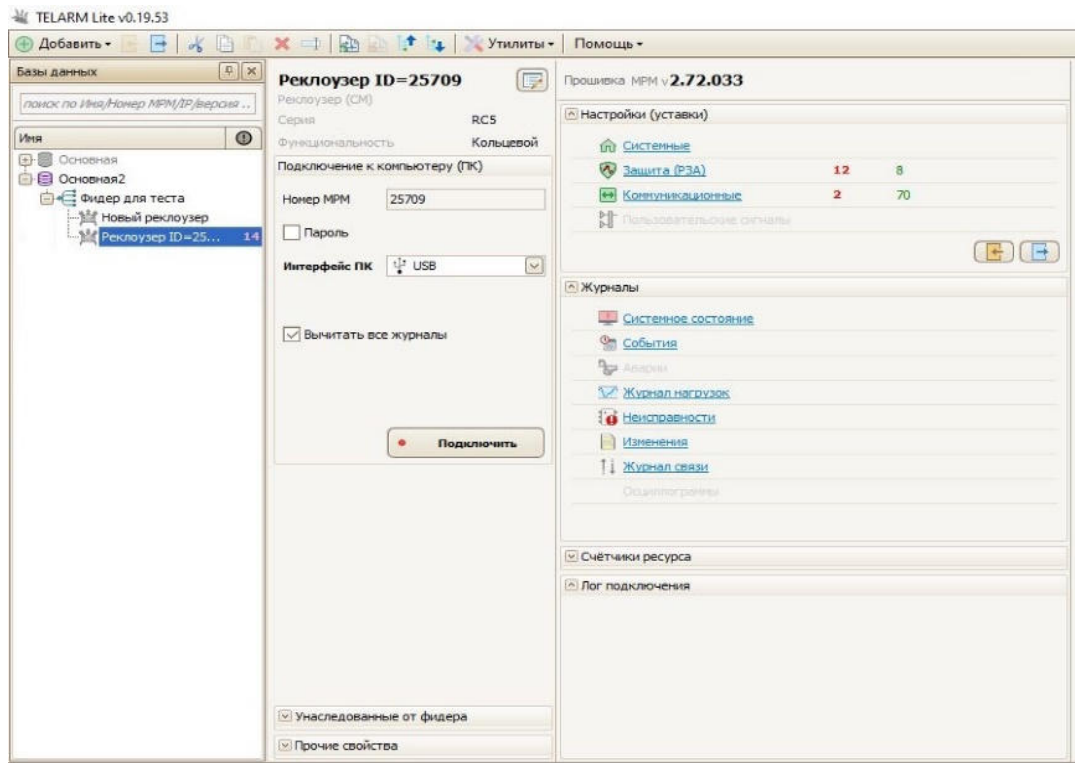 TELARM Lite v0.19.53
Добавить
Утилиты
Помощь
Базы данных
поиск по Имя/Номер МРМ/IP/версия ..
Имя
Основная
Основная2
Фидер для теста
Новый реклоузер
Реклоузер ID=25... 14
Реклоузер ID=25709
Реклоузер (СМ)
Серия RC5
Функциональность Кольцевой
Подключение к компьютеру (ПК)
Номер МРМ 25709
Пароль
Интерфейс ПК USB
Вычитать все журналы
Подключить
Унаследованные от фидера
Прочие свойства
Прошивка МРМ v 2.72.033
Настройки (уставки)
Системные
Защита (РЗА) 12 8
Коммуникационные 2 70
Пользовательские сигналы
Журналы
Системное состояние
События
Аварии
Журнал нагрузок
Неисправности
Изменения
Журнал связи
Осциллограммы
Счётчики ресурса
Лог подключения